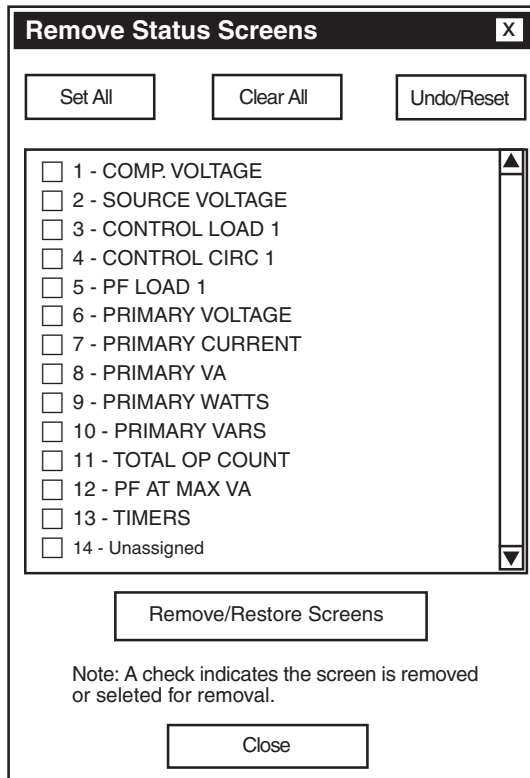 Remove Status Screens X
Set All Clear All Undo/Reset
1 - COMP. VOLTAGE
2 - SOURCE VOLTAGE
3 - CONTROL LOAD 1
4 - CONTROL CIRC 1
5 - PF LOAD 1
6 - PRIMARY VOLTAGE
7 - PRIMARY CURRENT
8 - PRIMARY VA
9 - PRIMARY WATTS
10 - PRIMARY VARS
11 - TOTAL OP COUNT
12 - PF AT MAX VA
13 - TIMERS
14 - Unassigned
Remove/Restore Screens
Note: A check indicates the screen is removed
or seleted for removal.
Close